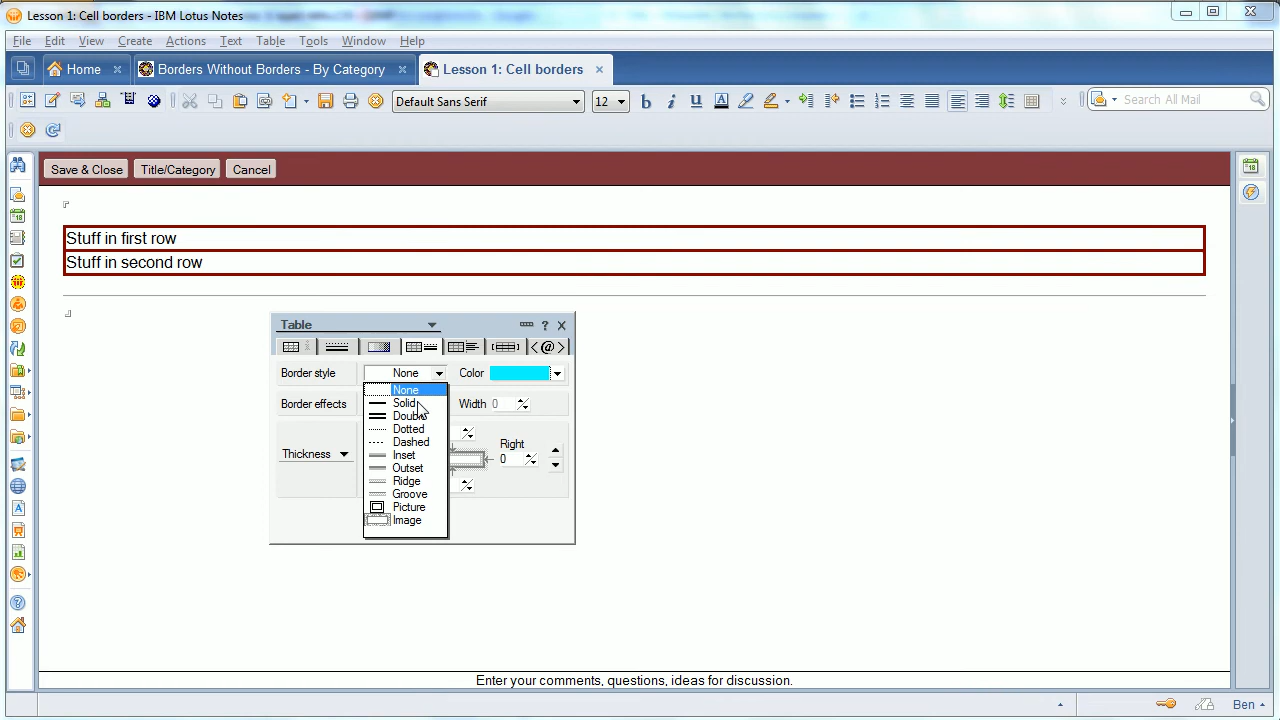 Lesson 1: Cell borders - IBM Lotus Notes
File Edit View Create Actions Text Table Tools Window Help
Home Borders Without Borders - By Category Lesson 1: Cell borders
Default Sans Serif 12 b i u Search All Mail
Save & Close Title/Category Cancel
Stuff in first row
Stuff in second row
Table
<@>
Border style None Color
None
Solid
Border effects Width 0
Double
Dotted
Dashed
Right
Thickness Inset 0
Outset
Ridge
Groove
Picture
Image
Enter your comments, questions, ideas for discussion.
Ben